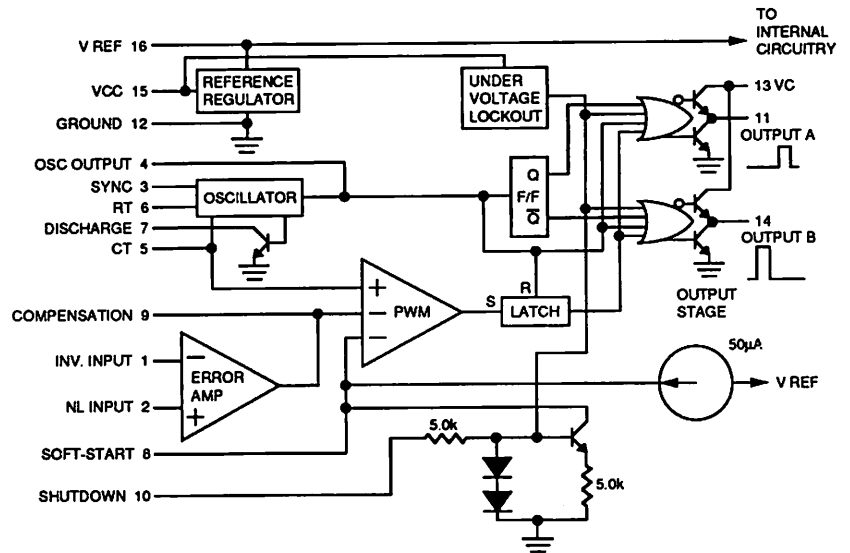 TO
INTERNAL
CIRCUITRY
V REF 16
VCC 15
REFERENCE
REGULATOR
UNDER
VOLTAGE
LOCKOUT
13 VC
GROUND 12
11
OUTPUT A
OSC OUTPUT 4
SYNC 3
OSCILLATOR
RT 6
DISCHARGE 7
CT 5
Q
F/F
Q̅
14
OUTPUT B
OUTPUT
STAGE
+
−
−
PWM
S
R
LATCH
COMPENSATION 9
INV. INPUT 1
−
ERROR
AMP
+
NL INPUT 2
50µA
V REF
SOFT-START 8
5.0k
5.0k
SHUTDOWN 10